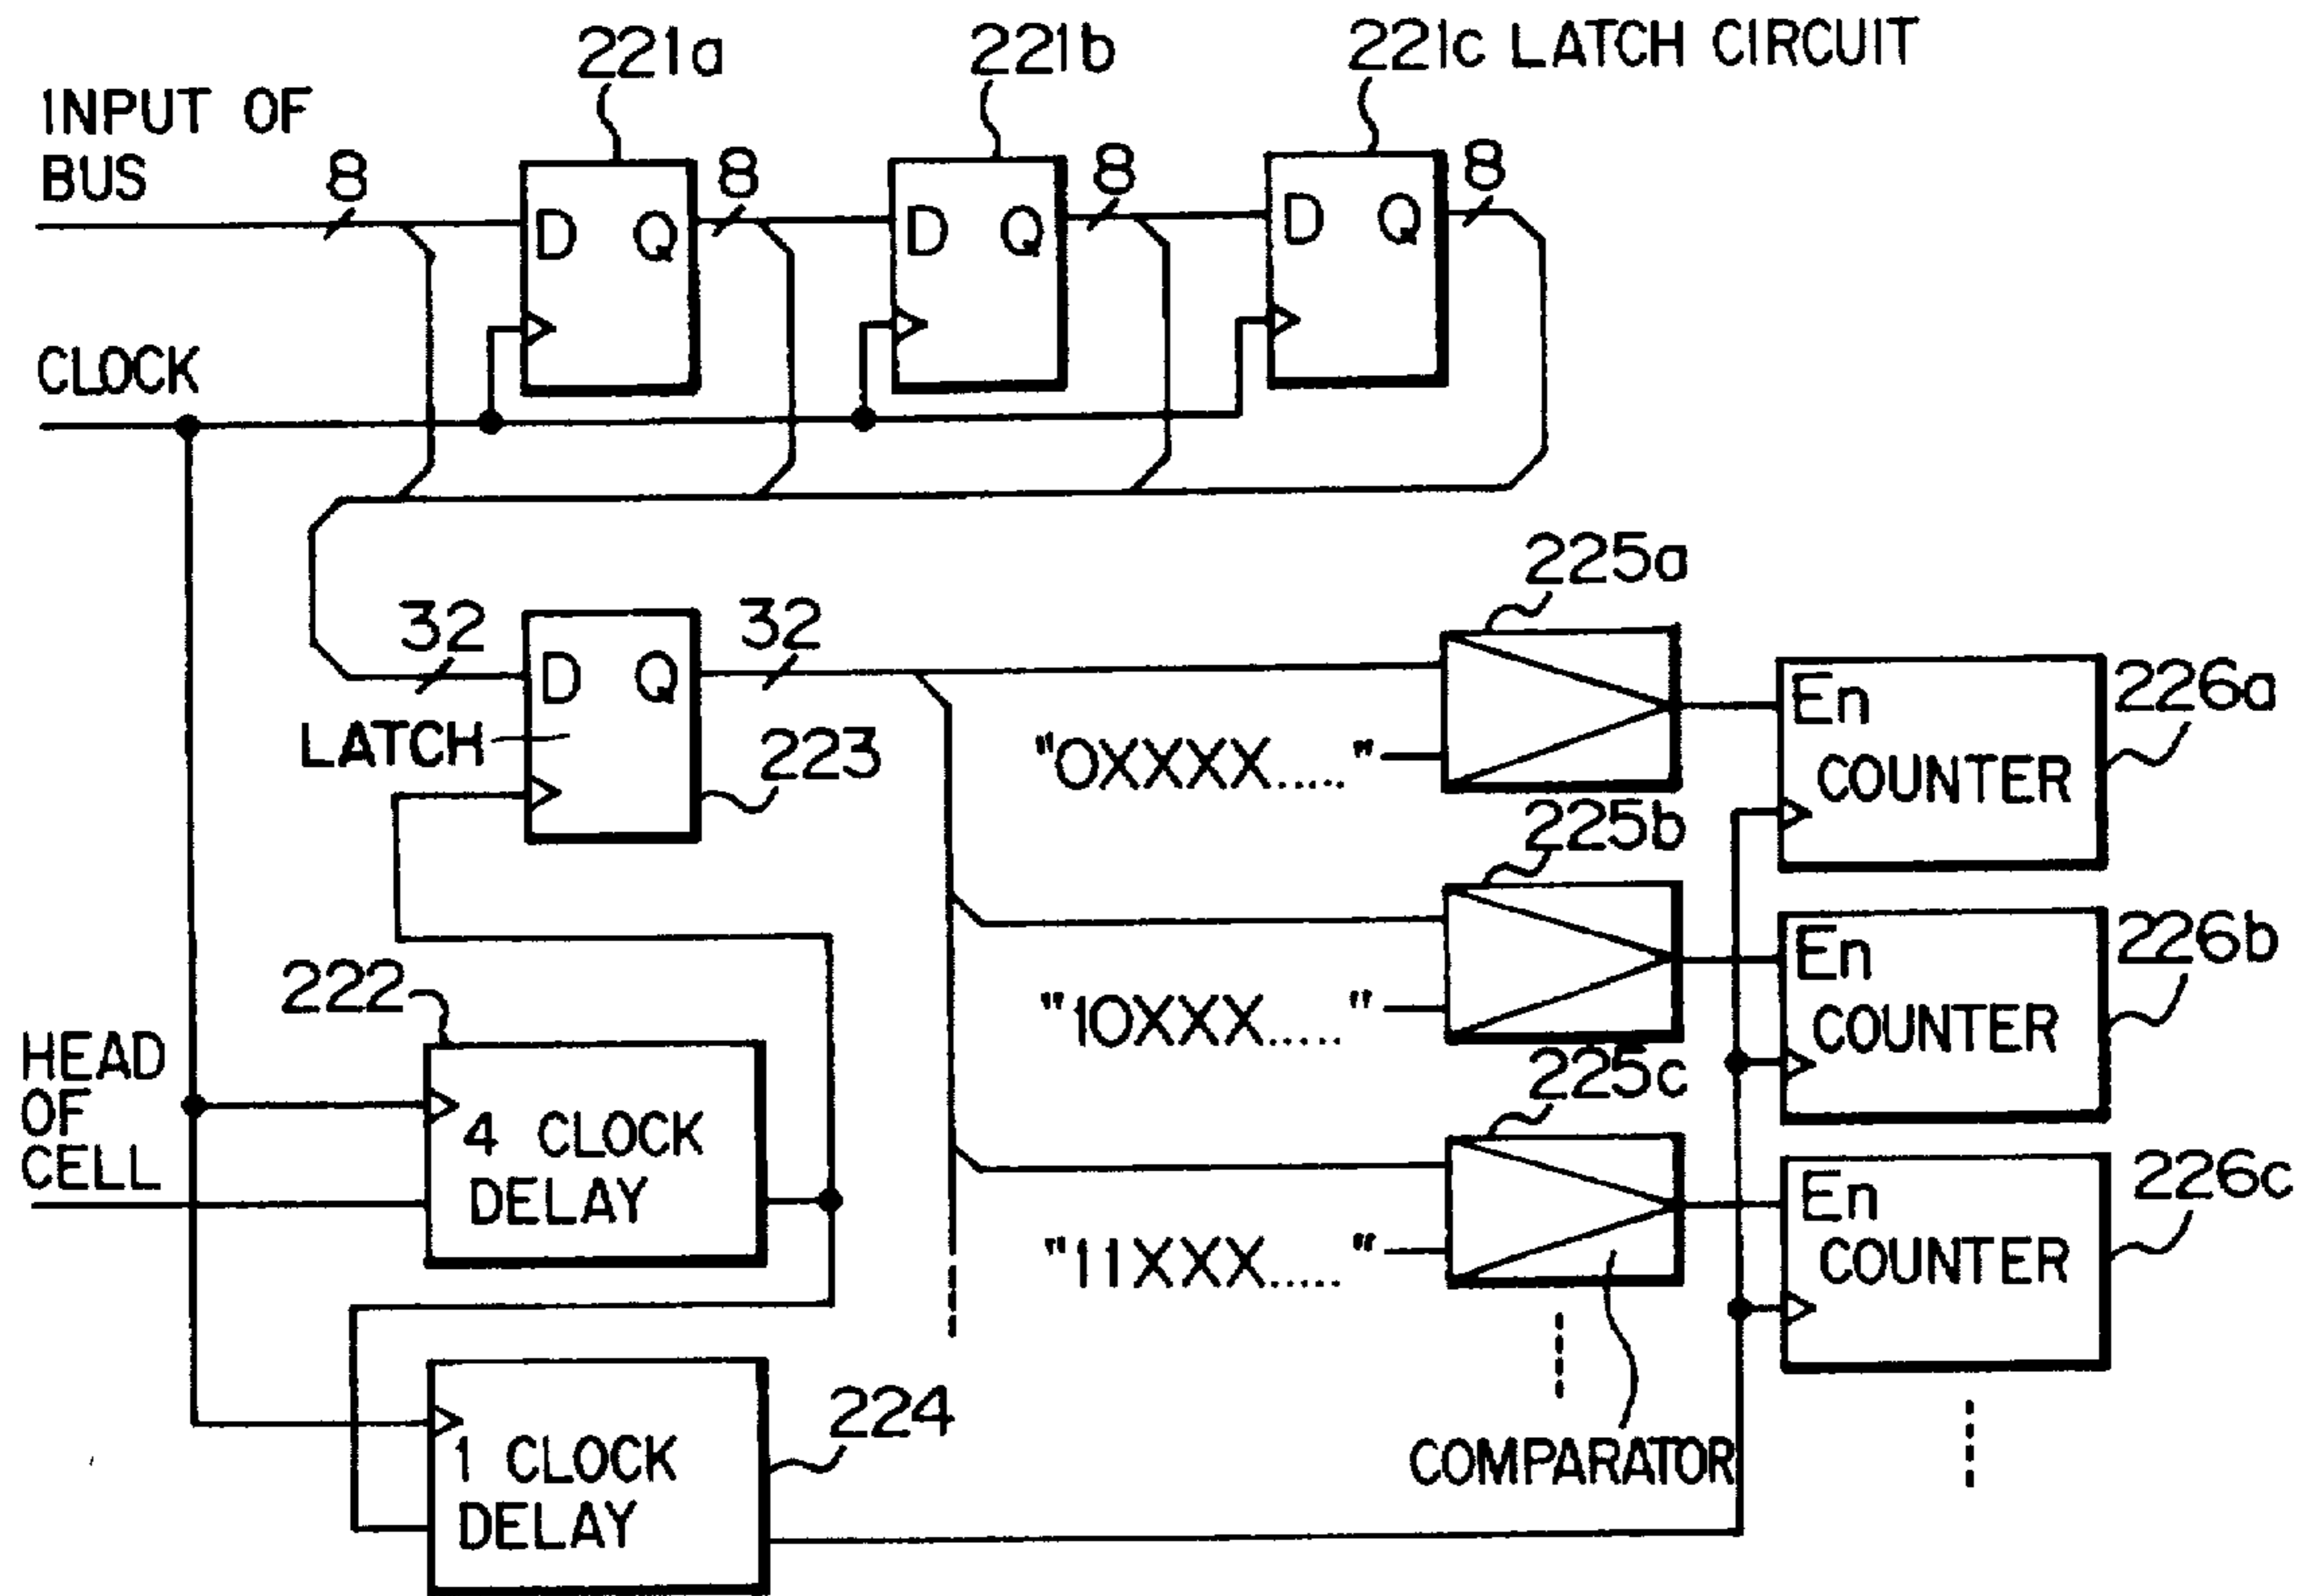 221a
221b
221c LATCH CIRCUIT
INPUT OF
BUS
8
8
8
8
D Q
D Q
D Q
CLOCK
225a
32
32
D Q
LATCH
223
"0XXXX....."
En
COUNTER
226a
225b
222
"10XXX....."
En
COUNTER
226b
HEAD
OF
CELL
4 CLOCK
DELAY
225c
"11XXX....."
En
COUNTER
226c
1 CLOCK
DELAY
224
COMPARATOR